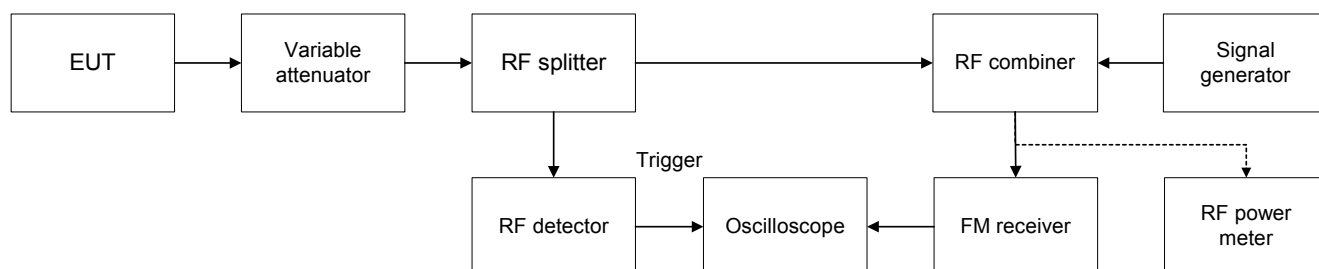 EUT
Variable
attenuator
RF splitter
RF combiner
Signal
generator
Trigger
RF detector
Oscilloscope
FM receiver
RF power
meter